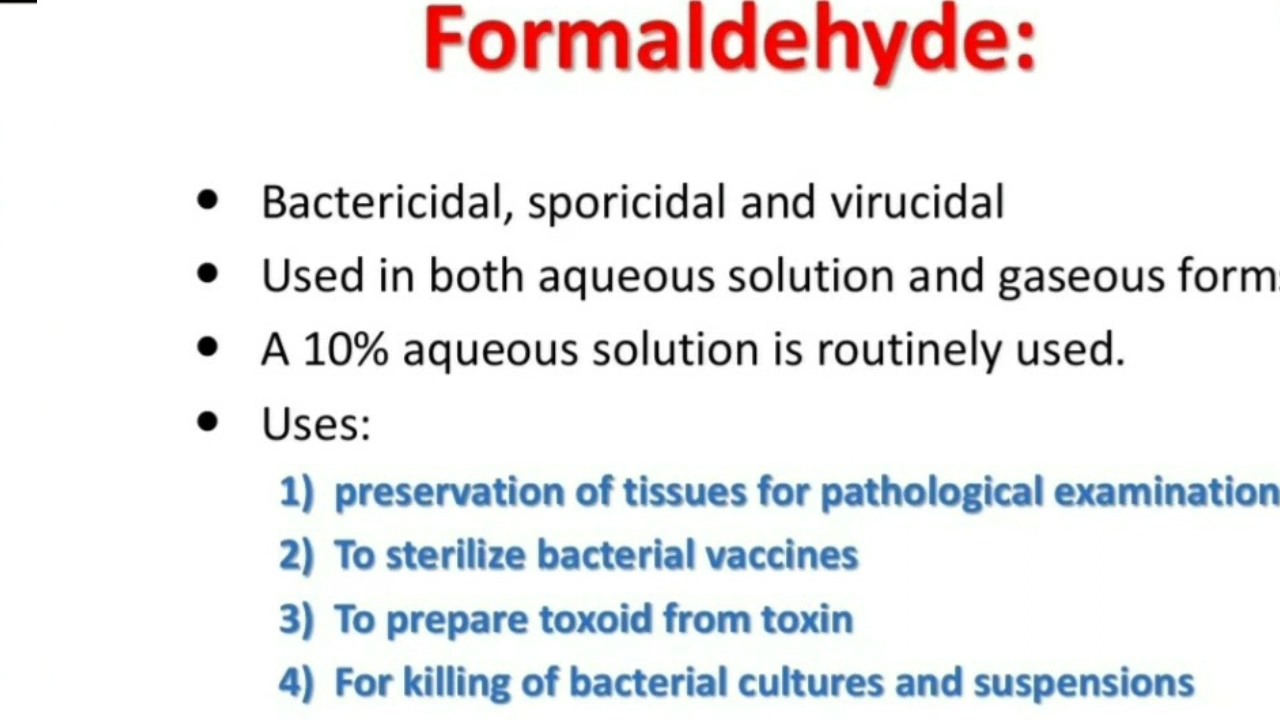 Formaldehyde:
• Bactericidal, sporicidal and virucidal
• Used in both aqueous solution and gaseous forms
• A 10% aqueous solution is routinely used.
• Uses:
1) preservation of tissues for pathological examination
2) To sterilize bacterial vaccines
3) To prepare toxoid from toxin
4) For killing of bacterial cultures and suspensions